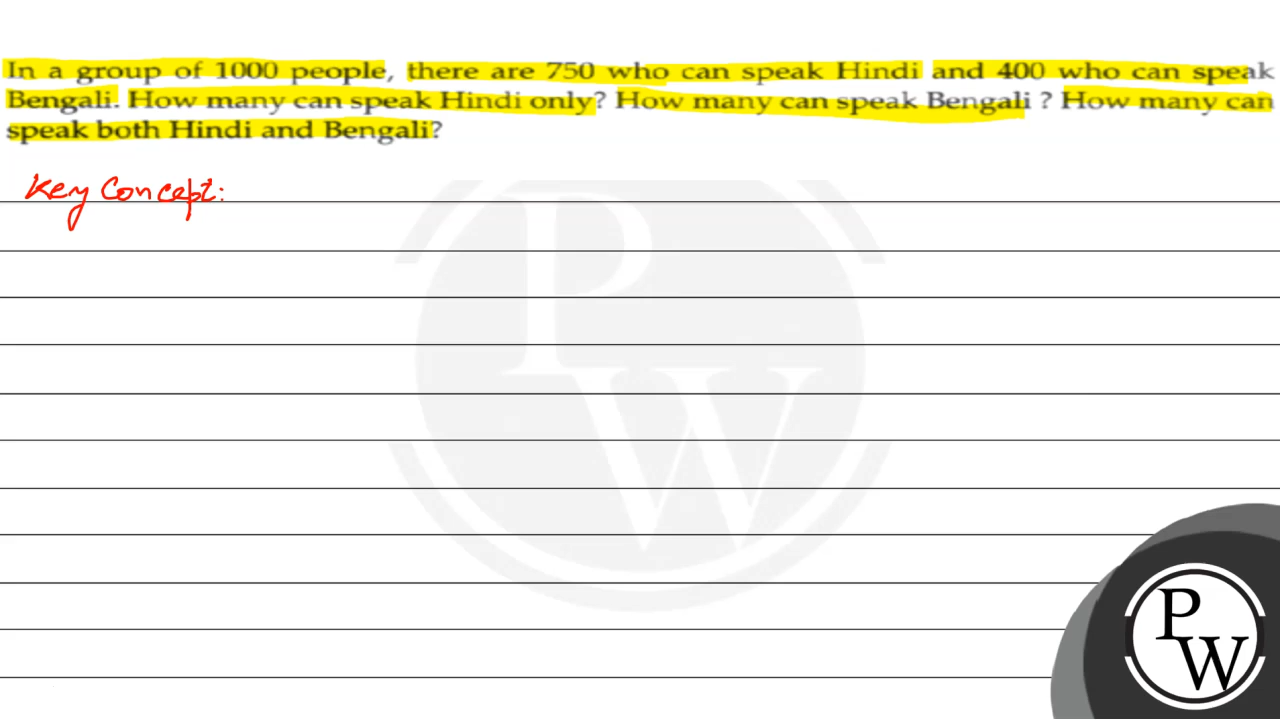 In a group of 1000 people, there are 750 who can speak Hindi and 400 who can speak
Bengali. How many can speak Hindi only? How many can speak Bengali ? How many can
speak both Hindi and Bengali?
Key Concept:
PW
PW